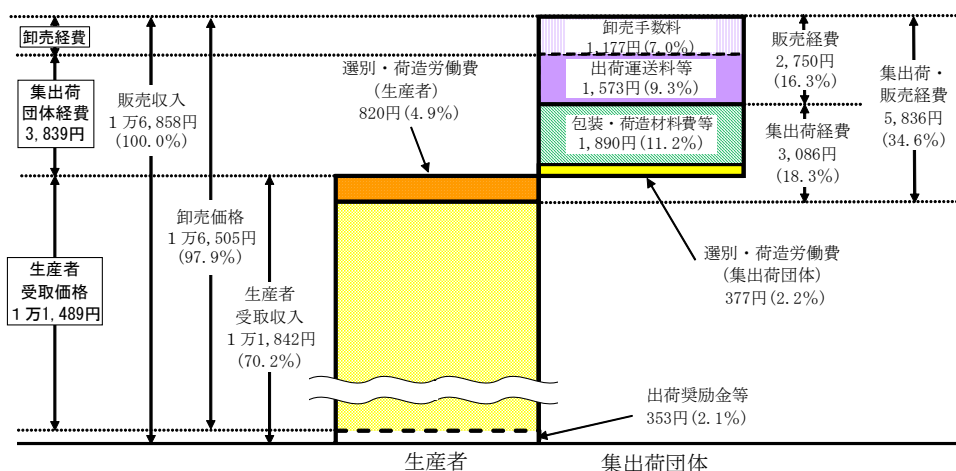 卸売経費
集出荷
団体経費
3,839円
生産者
受取価格
1万1,489円
販売収入
1万6,858円
(100.0%)
卸売価格
1万6,505円
(97.9%)
生産者
受取収入
1万1,842円
(70.2%)
選別・荷造労働費
(生産者)
820円(4.9%)
卸売手数料
1,177円(7.0%)
出荷運送料等
1,573円(9.3%)
包装・荷造材料費等
1,890円(11.2%)
販売経費
2,750円
(16.3%)
集出荷経費
3,086円
(18.3%)
集出荷・
販売経費
5,836円
(34.6%)
選別・荷造労働費
(集出荷団体)
377円(2.2%)
出荷奨励金等
353円(2.1%)
生産者
集出荷団体